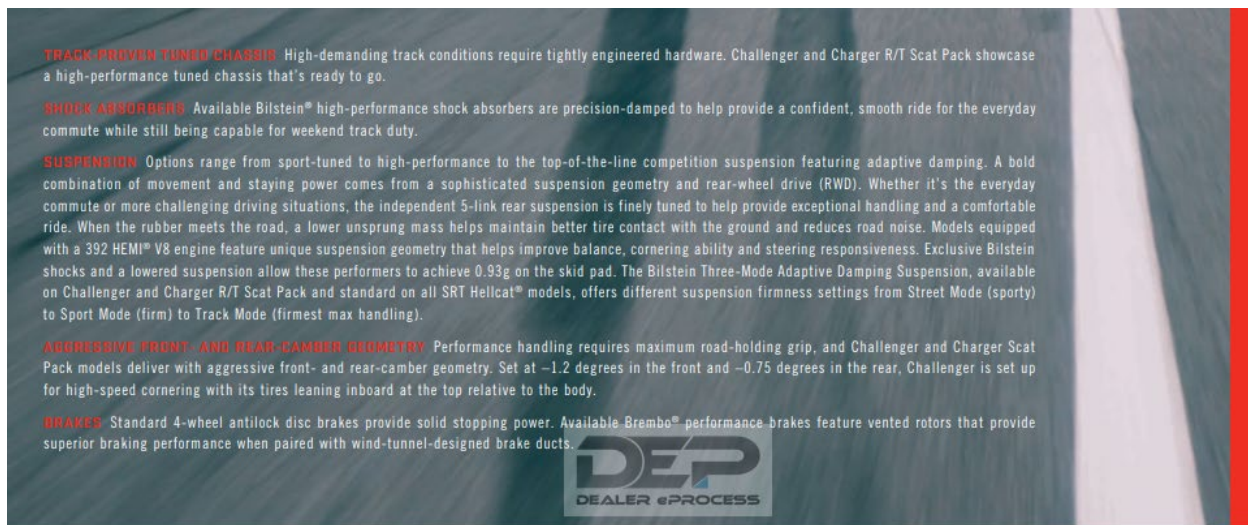 TRACK-PROVEN TUNED CHASSIS High-demanding track conditions require tightly engineered hardware. Challenger and Charger R/T Scat Pack showcase
a high-performance tuned chassis that's ready to go.
SHOCK ABSORBERS Available Bilstein® high-performance shock absorbers are precision-damped to help provide a confident, smooth ride for the everyday
commute while still being capable for weekend track duty.
SUSPENSION Options range from sport-tuned to high-performance to the top-of-the-line competition suspension featuring adaptive damping. A bold
combination of movement and staying power comes from a sophisticated suspension geometry and rear-wheel drive (RWD). Whether it's the everyday
commute or more challenging driving situations, the independent 5-link rear suspension is finely tuned to help provide exceptional handling and a comfortable
ride. When the rubber meets the road, a lower unsprung mass helps maintain better tire contact with the ground and reduces road noise. Models equipped
with a 392 HEMI® V8 engine feature unique suspension geometry that helps improve balance, cornering ability and steering responsiveness. Exclusive Bilstein
shocks and a lowered suspension allow these performers to achieve 0.93g on the skid pad. The Bilstein Three-Mode Adaptive Damping Suspension, available
on Challenger and Charger R/T Scat Pack and standard on all SRT Hellcat® models, offers different suspension firmness settings from Street Mode (sporty)
to Sport Mode (firm) to Track Mode (firmest max handling).
AGGRESSIVE FRONT- AND REAR-CAMBER GEOMETRY Performance handling requires maximum road-holding grip, and Challenger and Charger Scat
Pack models deliver with aggressive front- and rear-camber geometry. Set at –1.2 degrees in the front and –0.75 degrees in the rear, Challenger is set up
for high-speed cornering with its tires leaning inboard at the top relative to the body.
BRAKES Standard 4-wheel antilock disc brakes provide solid stopping power. Available Brembo® performance brakes feature vented rotors that provide
superior braking performance when paired with wind-tunnel-designed brake ducts.
DEP
DEALER ePROCESS